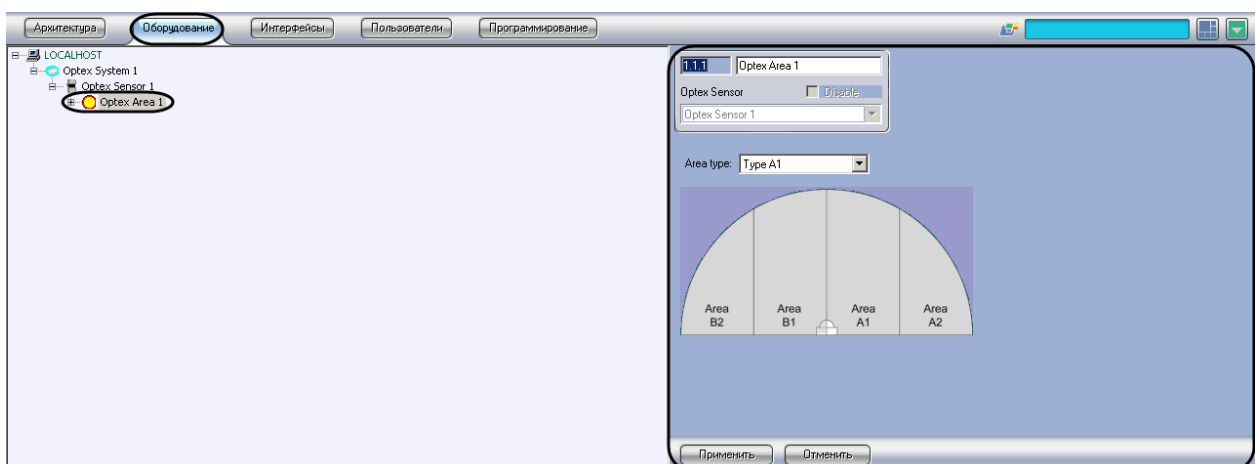 Архитектура Оборудование Интерфейсы Пользователи Программирование
LOCALHOST
Optex System 1
Optex Sensor 1
Optex Area 1
1.1.1 Optex Area 1
Optex Sensor Disable
Optex Sensor 1
Area type: Type A1
Area B2
Area B1
Area A1
Area A2
Применить Отменить